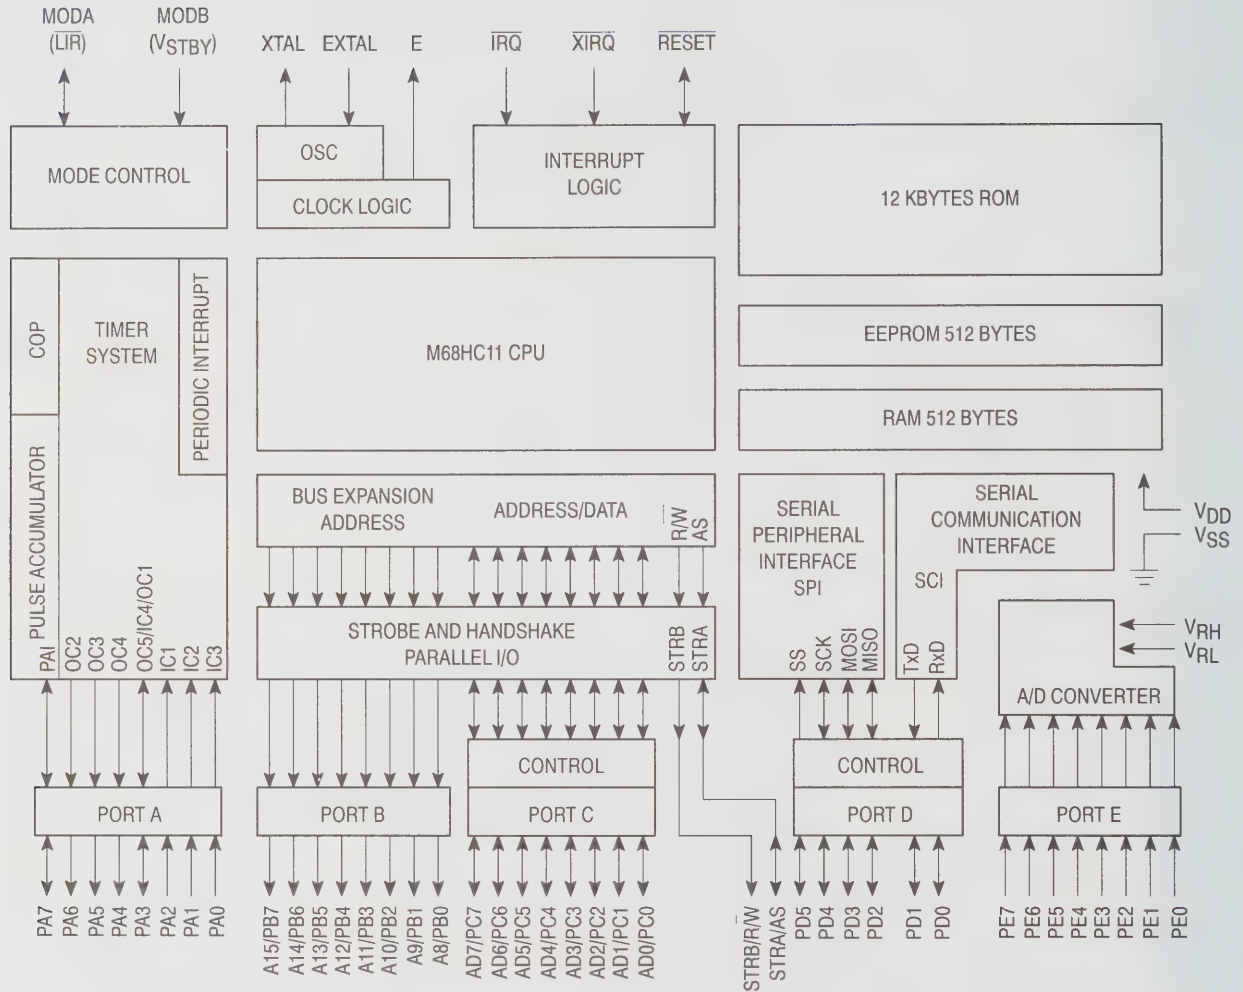 MODA
(LIR)
MODB
(VSTBY)
XTAL EXTAL E
IRQ XIRQ RESET
MODE CONTROL
OSC
CLOCK LOGIC
INTERRUPT
LOGIC
12 KBYTES ROM
COP
TIMER
SYSTEM
PERIODIC INTERRUPT
M68HC11 CPU
EEPROM 512 BYTES
RAM 512 BYTES
PULSE ACCUMULATOR
PAI
OC2
OC3
OC4
OC5/IC4/OC1
IC1
IC2
IC3
BUS EXPANSION
ADDRESS
ADDRESS/DATA
R/W
AS
STROBE AND HANDSHAKE
PARALLEL I/O
STRB
STRA
SERIAL
PERIPHERAL
INTERFACE
SPI
SS
SCK
MOSI
MISO
SERIAL
COMMUNICATION
INTERFACE
SCI
TxD
RxD
VDD
VSS
VRH
VRL
A/D CONVERTER
CONTROL
CONTROL
PORT A
PORT B
PORT C
PORT D
PORT E
PA7
PA6
PA5
PA4
PA3
PA2
PA1
PA0
A15/PB7
A14/PB6
A13/PB5
A12/PB4
A11/PB3
A10/PB2
A9/PB1
A8/PB0
AD7/PC7
AD6/PC6
AD5/PC5
AD4/PC4
AD3/PC3
AD2/PC2
AD1/PC1
AD0/PC0
STRB/R/W
STRA/AS
PD5
PD4
PD3
PD2
PD1
PD0
PE7
PE6
PE5
PE4
PE3
PE2
PE1
PE0